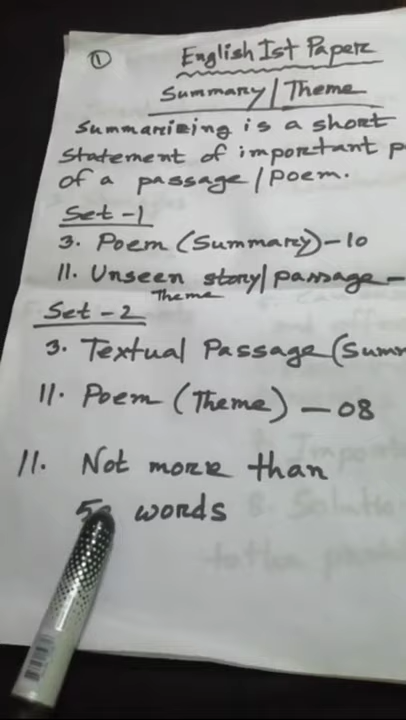 ①
English Ist Paper
Summary/Theme
Summarizing is a short
Statement of important
of a passage/Poem.
Set-1
3. Poem (Summary)-10
11. Unseen story/passage-
Theme
Set-2
3. Textual Passage (Summ
11. Poem (Theme) - 08
11. Not more than
50 words